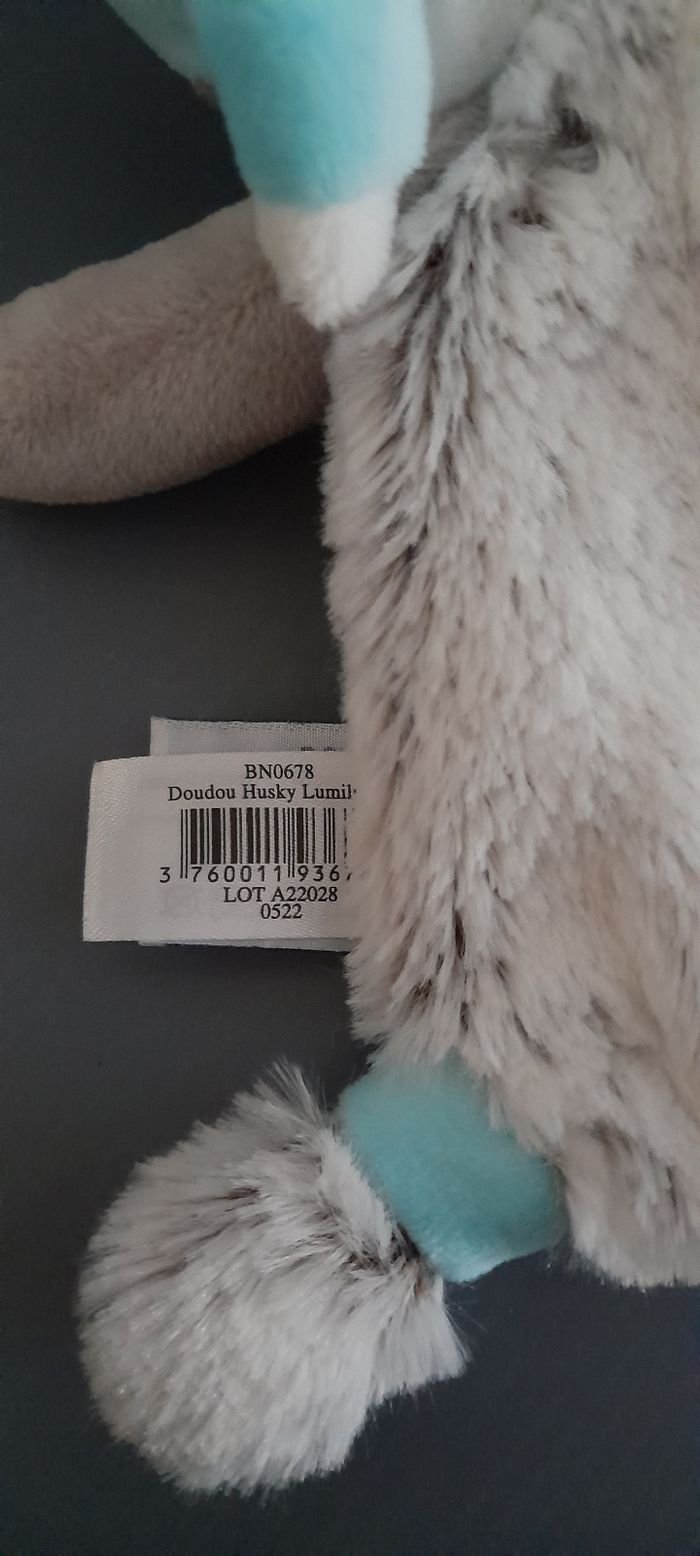 BN0678
Doudou Husky
3 760011 936
LOT A22028
0522